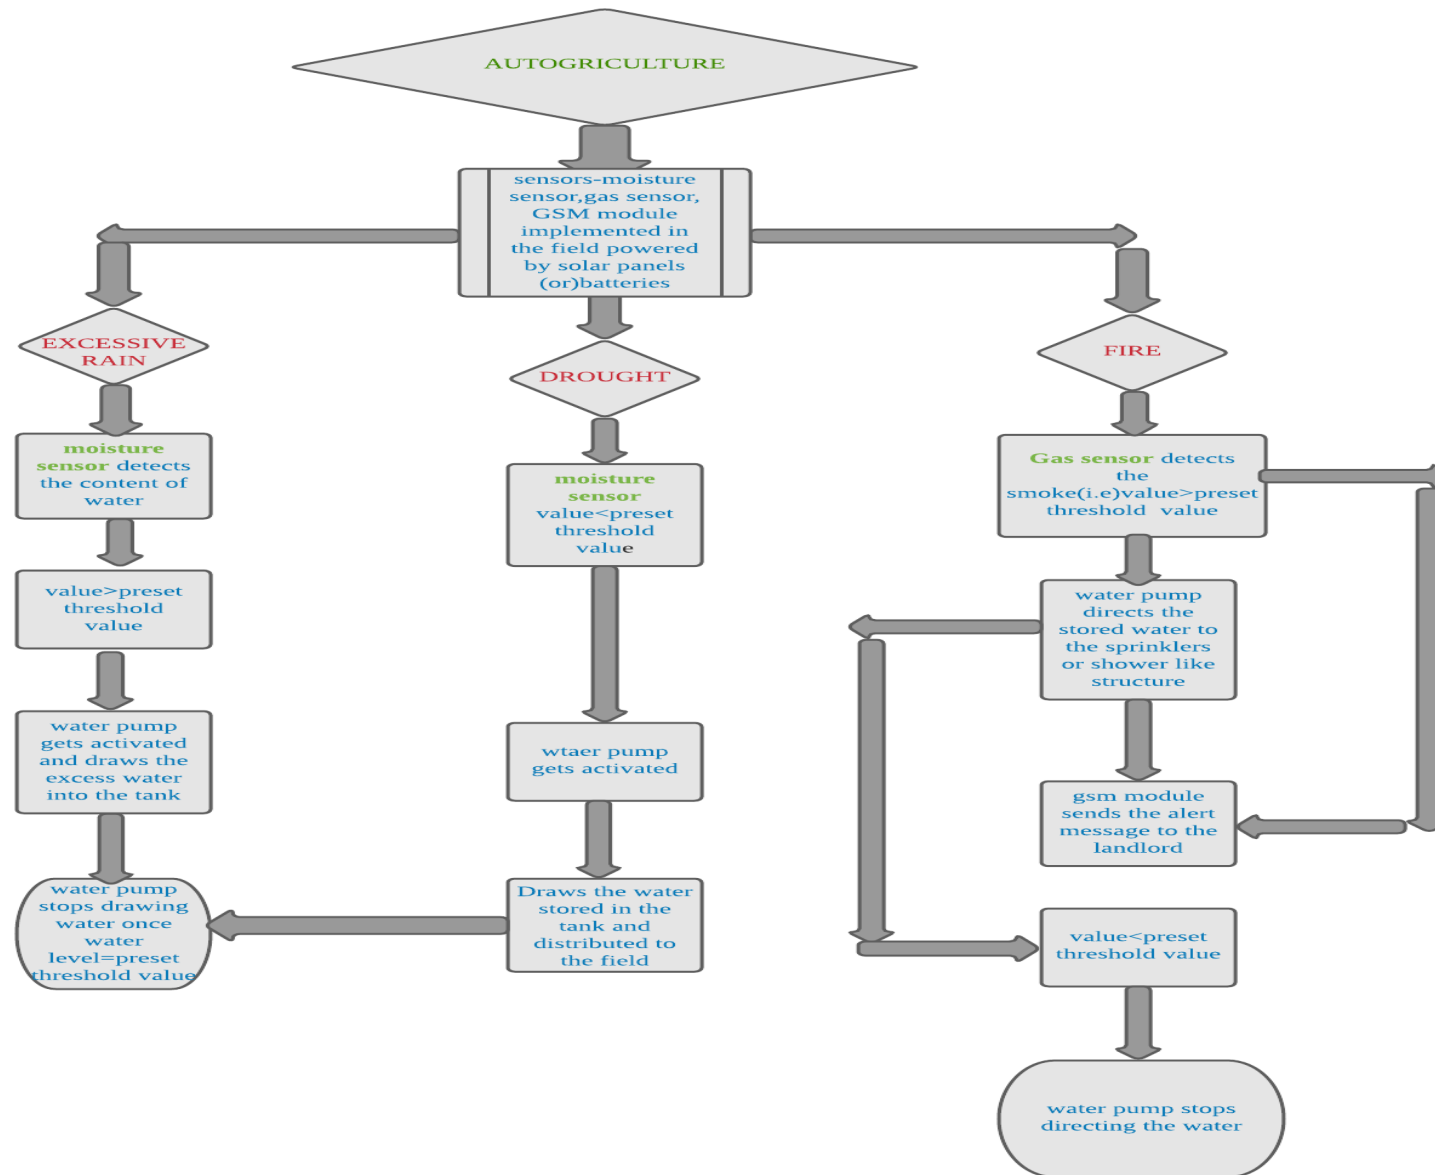 AUTOGRICULTURE
sensors-moisture
sensor,gas sensor,
GSM module
implemented in
the field powered
by solar panels
(or)batteries
EXCESSIVE
RAIN
moisture
sensor detects
the content of
water
value>preset
threshold
value
water pump
gets activated
and draws the
excess water
into the tank
water pump
stops drawing
water once
water
level=preset
threshold value
DROUGHT
moisture
sensor
value<preset
threshold
value
wtaer pump
gets activated
Draws the water
stored in the
tank and
distributed to
the field
FIRE
Gas sensor detects
the
smoke(i.e)value>preset
threshold value
water pump
directs the
stored water to
the sprinklers
or shower like
structure
gsm module
sends the alert
message to the
landlord
value<preset
threshold value
water pump stops
directing the water